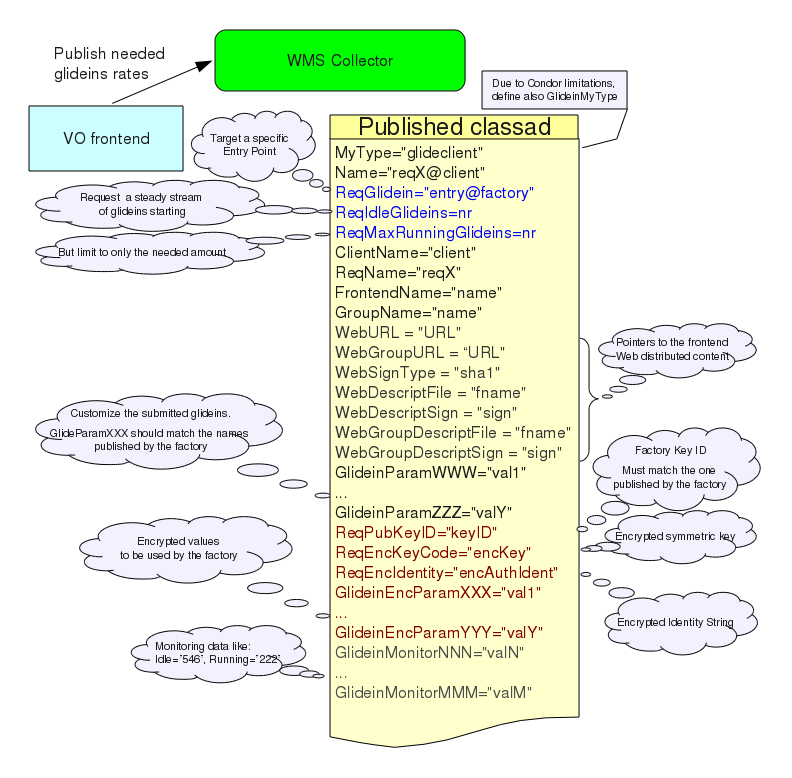 Publish needed
glideins rates
WMS Collector
VO frontend
Due to Condor limitations,
define also GlideinMyType
Published classad
MyType="glideclient"
Name="reqX@client"
ReqGlidein="entry@factory"
ReqIdleGlideins=nr
ReqMaxRunningGlideins=nr
ClientName="client"
ReqName="reqX"
FrontendName="name"
GroupName="name"
WebURL = "URL"
WebGroupURL = "URL"
WebSignType = "sha1"
WebDescriptFile = "fname"
WebDescriptSign = "sign"
WebGroupDescriptFile = "fname"
WebGroupDescriptSign = "sign"
GlideinParamWWW="val1"
...
GlideinParamZZZ="valY"
ReqPubKeyID="keyID"
ReqEncKeyCode="encKey"
ReqEncIdentity="encAuthIdent"
GlideinEncParamXXX="val1"
...
GlideinEncParamYYY="valY"
GlideinMonitorNNN="valN"
...
GlideinMonitorMMM="valM"
Target a specific
Entry Point
Request a steady stream
of glideins starting
But limit to only the needed amount
Customize the submitted glideins.
GlideParamXXX should match the names
published by the factory
Encrypted values
to be used by the factory
Monitoring data like:
Idle="546", Running="222"
Pointers to the frontend
Web distributed content
Factory Key ID
Must match the one
published by the factory
Encrypted symmetric key
Encrypted Identity String